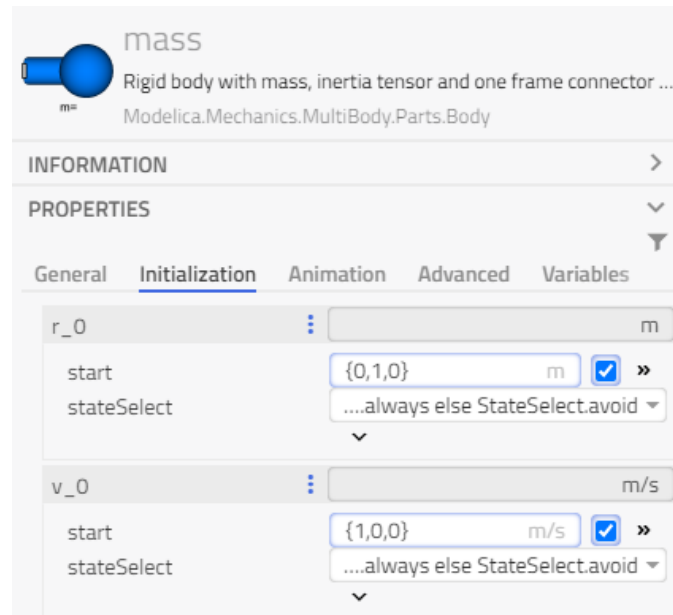 mass
Rigid body with mass, inertia tensor and one frame connector ...
m=
Modelica.Mechanics.MultiBody.Parts.Body
INFORMATION
PROPERTIES
General Initialization Animation Advanced Variables
r_0 m
start {0,1,0} m »
stateSelect ....always else StateSelect.avoid
v_0 m/s
start {1,0,0} m/s »
stateSelect ....always else StateSelect.avoid